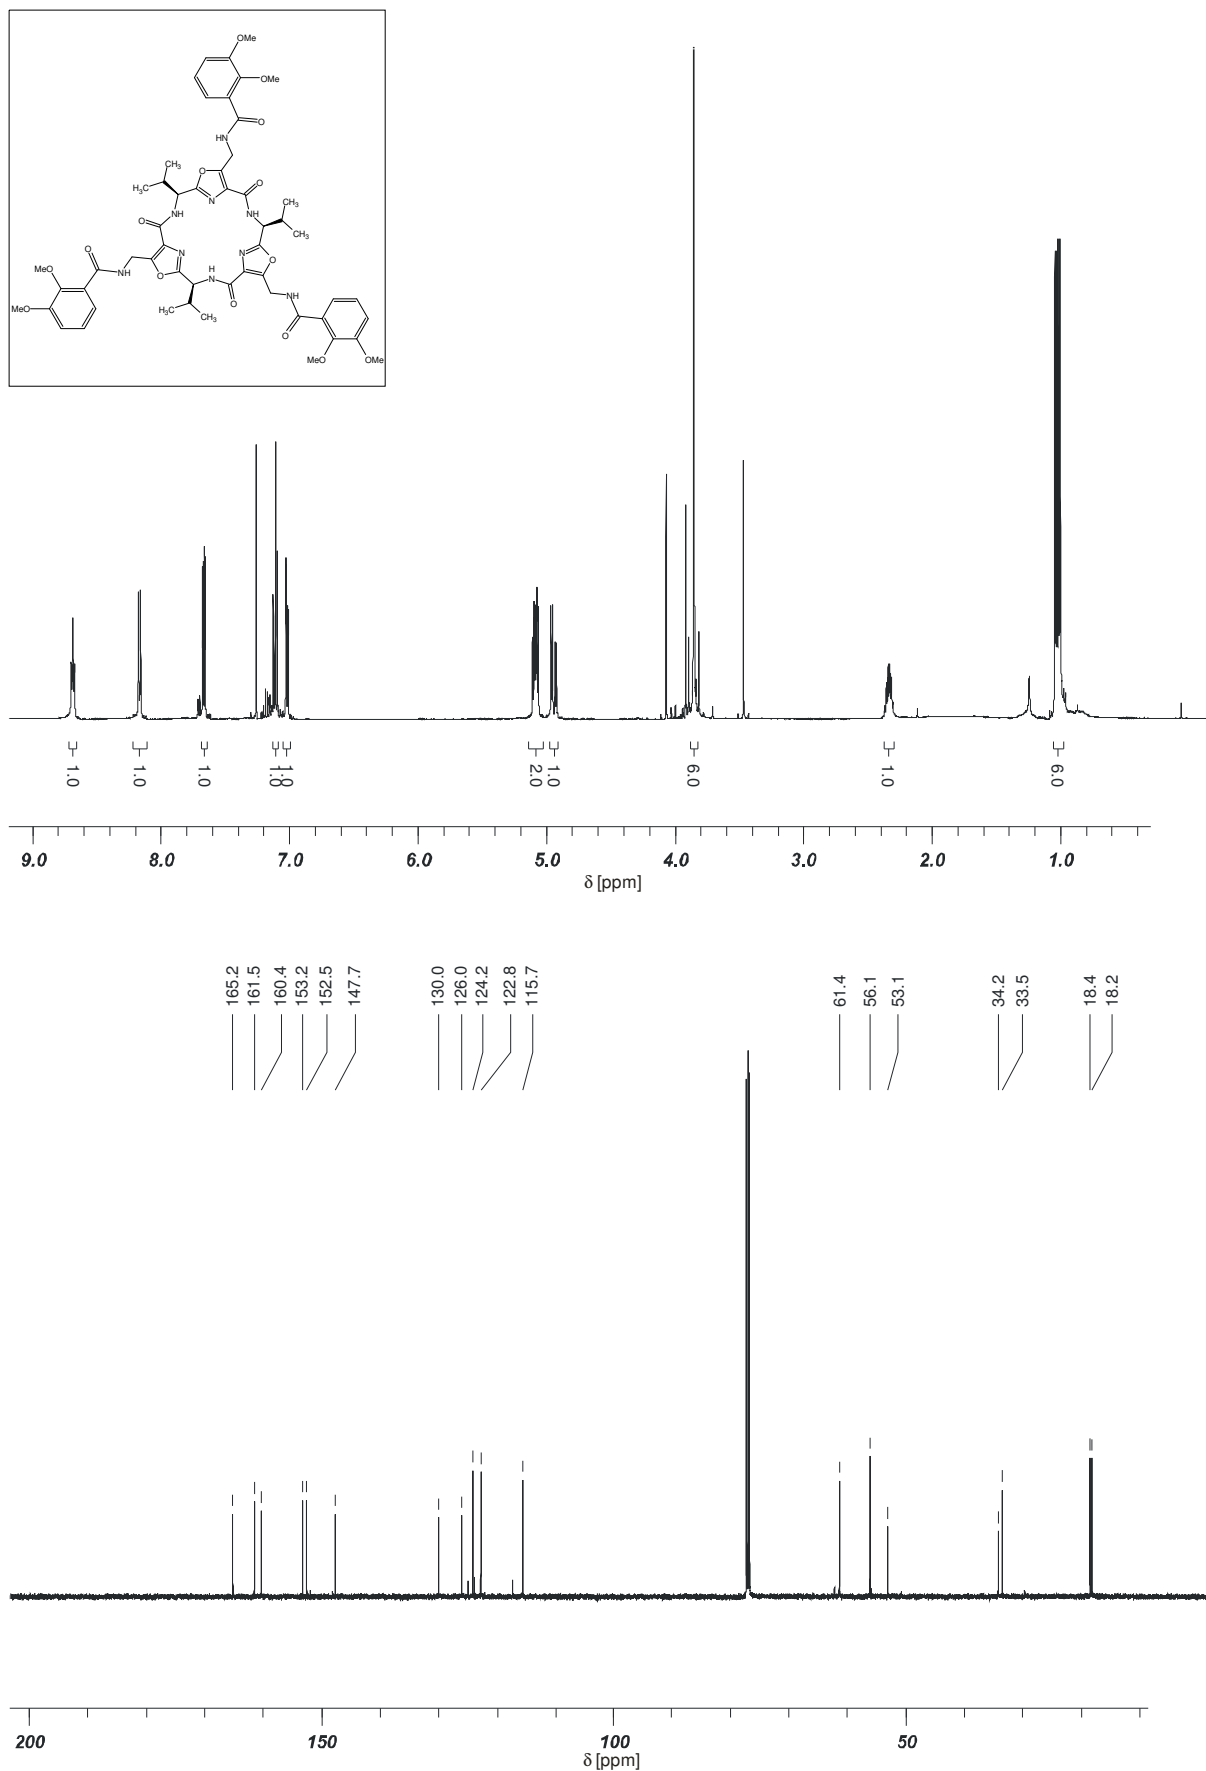 OMe
OMe
O
HN
CH3
H3C
O
O
N
NH
HN
O
CH3
CH3
O
N
N
O
N
H
MeO
MeO
O
NH
O
H
N
O
O
NH
H3C
CH3
O
MeO
OMe
1.0
1.0
1.0
1.0
1.0
2.0
1.0
6.0
1.0
6.0
9.0 8.0 7.0 6.0 5.0 4.0 3.0 2.0 1.0
δ [ppm]
165.2
161.5
160.4
153.2
152.5
147.7
130.0
126.0
124.2
122.8
115.7
61.4
56.1
53.1
34.2
33.5
18.4
18.2
200 150 100 50
δ [ppm]